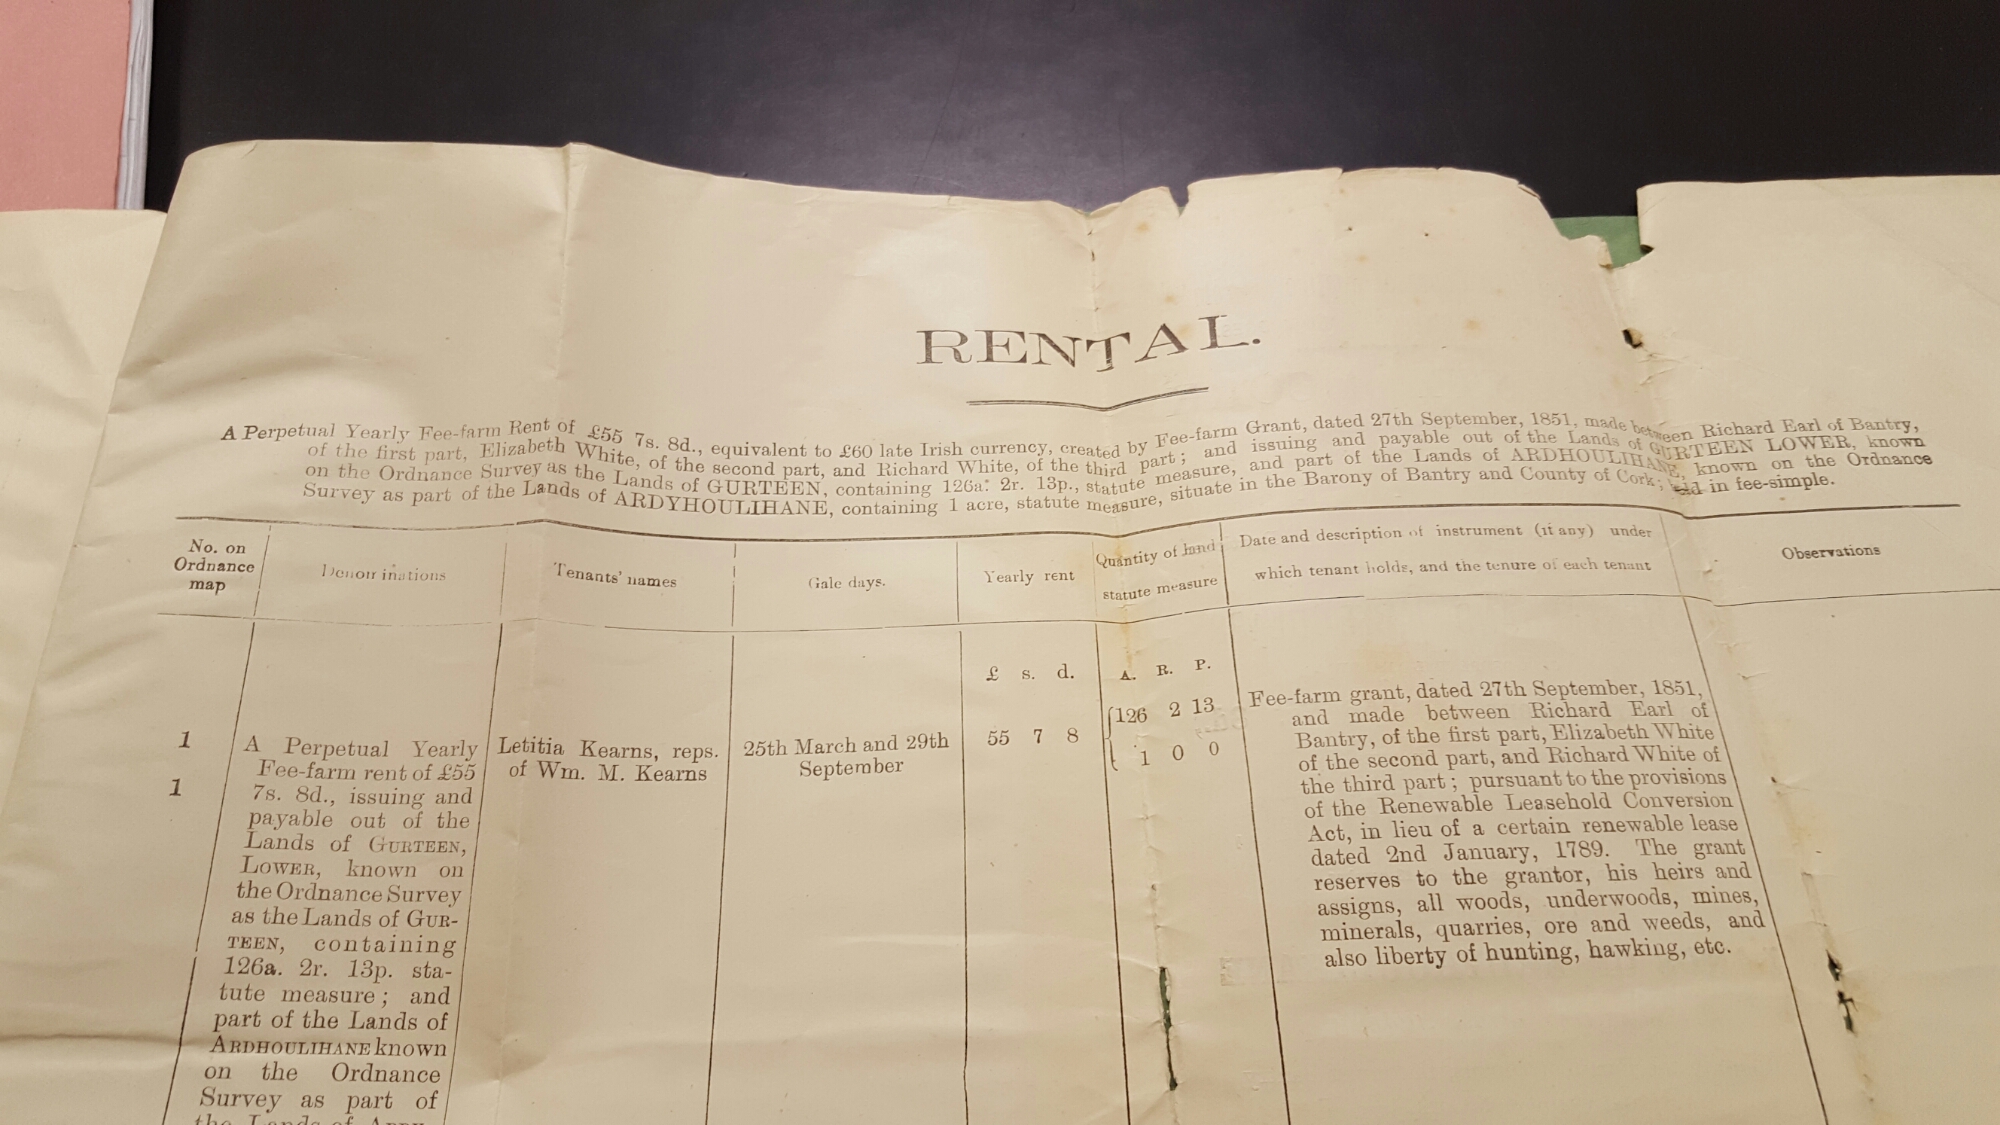 RENTAL.
A Perpetual Yearly Fee-farm Rent of £55 7s. 8d., equivalent to £60 late Irish currency, created by Fee-farm Grant, dated 27th September, 1851, made between Richard Earl of Bantry,
of the first part, Elizabeth White, of the second part, and Richard White, of the third part; and issuing and payable out of the Lands of GURTEEN LOWER, known
on the Ordnance Survey as the Lands of GURTEEN, containing 126a. 2r. 13p., statute measure, and part of the Lands of ARDHOULIHANE, known on the Ordnance
Survey as part of the Lands of ARDYHOULIHANE, containing 1 acre, statute measure, situate in the Barony of Bantry and County of Cork; held in fee-simple.
No. on
Ordnance
map
Denominations
Tenants' names
Gale days.
Yearly rent
Quantity of land
statute measure
Date and description of instrument (if any) under
which tenant holds, and the tenure of each tenant
Observations
£ s. d.
A. R. P.
1
1
A Perpetual Yearly
Fee-farm rent of £55
7s. 8d., issuing and
payable out of the
Lands of GURTEEN,
LOWER, known on
the Ordnance Survey
as the Lands of GUR-
TEEN, containing
126a. 2r. 13p. sta-
tute measure; and
part of the Lands of
ARDHOULIHANE known
on the Ordnance
Survey as part of
the Lands of ARDY-
Letitia Kearns, reps.
of Wm. M. Kearns
25th March and 29th
September
55 7 8
126 2 13
1 0 0
Fee-farm grant, dated 27th September, 1851,
and made between Richard Earl of
Bantry, of the first part, Elizabeth White
of the second part, and Richard White of
the third part; pursuant to the provisions
of the Renewable Leasehold Conversion
Act, in lieu of a certain renewable lease
dated 2nd January, 1789. The grant
reserves to the grantor, his heirs and
assigns, all woods, underwoods, mines,
minerals, quarries, ore and weeds, and
also liberty of hunting, hawking, etc.